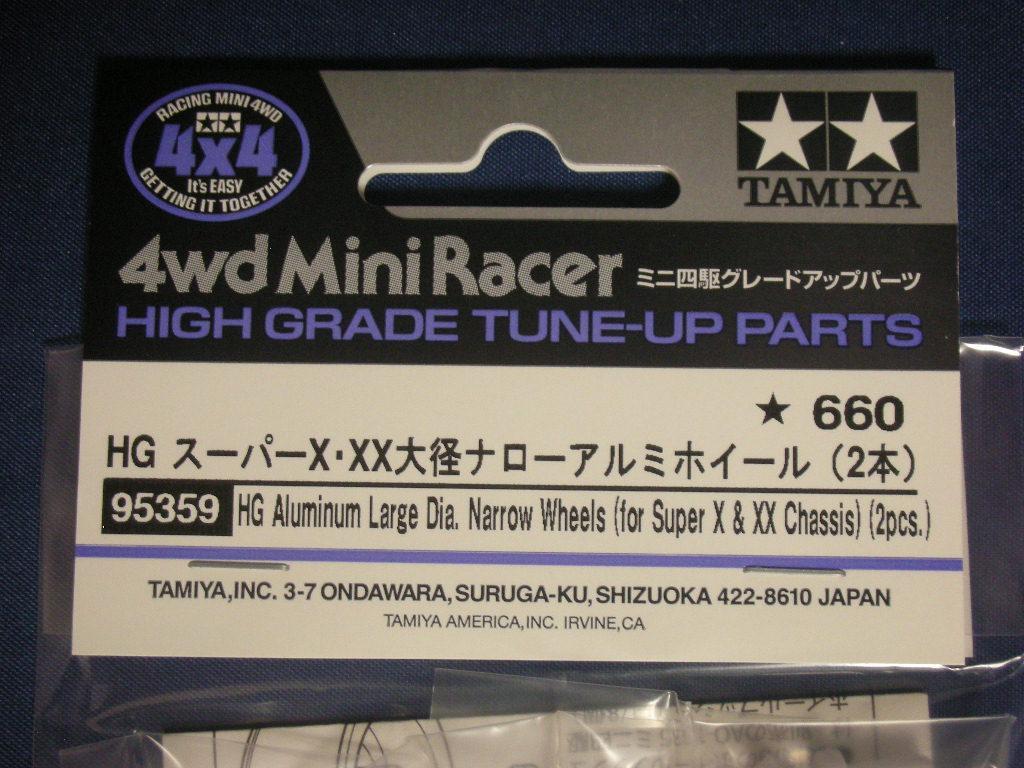 RACING MINI 4WD
4x4
It's EASY
GETTING IT TOGETHER
TAMIYA
4wd Mini Racer ミニ四駆グレードアップパーツ
HIGH GRADE TUNE-UP PARTS
★ 660
HG スーパーX・XX大径ナローアルミホイール (2本)
95359 HG Aluminum Large Dia. Narrow Wheels (for Super X & XX Chassis) (2pcs.)
TAMIYA,INC. 3-7 ONDAWARA, SURUGA-KU, SHIZUOKA 422-8610 JAPAN
TAMIYA AMERICA,INC. IRVINE,CA